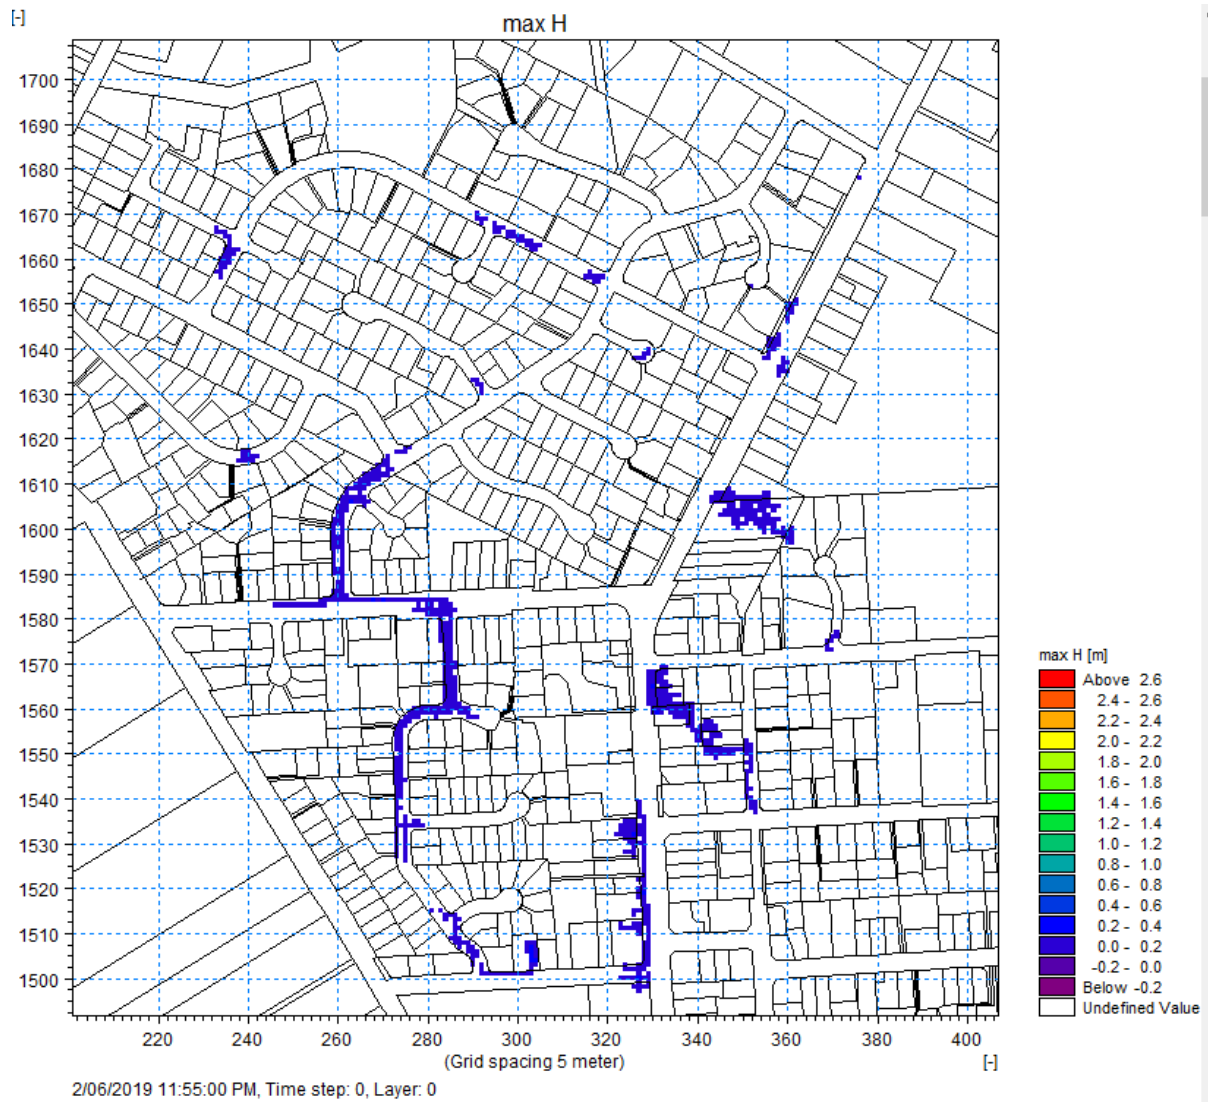 [-]
max H
1700
1690
1680
1670
1660
1650
1640
1630
1620
1610
1600
1590
1580
1570
1560
1550
1540
1530
1520
1510
1500
220 240 260 280 300 320 340 360 380 400
(Grid spacing 5 meter)
[-]
2/06/2019 11:55:00 PM, Time step: 0, Layer: 0
max H [m]
Above 2.6
2.4 - 2.6
2.2 - 2.4
2.0 - 2.2
1.8 - 2.0
1.6 - 1.8
1.4 - 1.6
1.2 - 1.4
1.0 - 1.2
0.8 - 1.0
0.6 - 0.8
0.4 - 0.6
0.2 - 0.4
0.0 - 0.2
-0.2 - 0.0
Below -0.2
Undefined Value